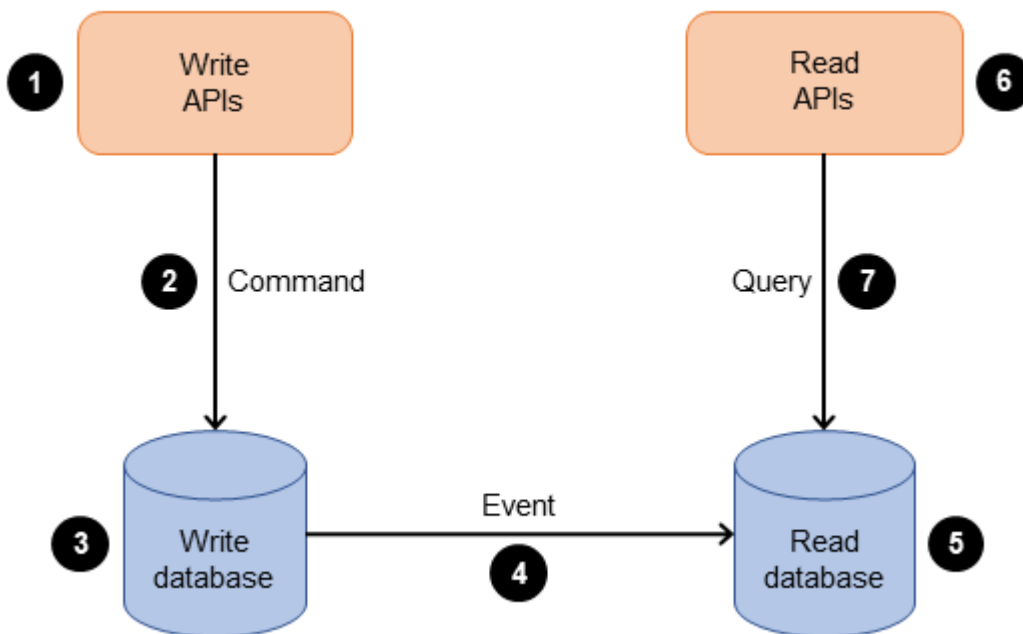 1
Write
APIs
Read
APIs
6
2
Command
Query
7
3
Write
database
Event
4
Read
database
5